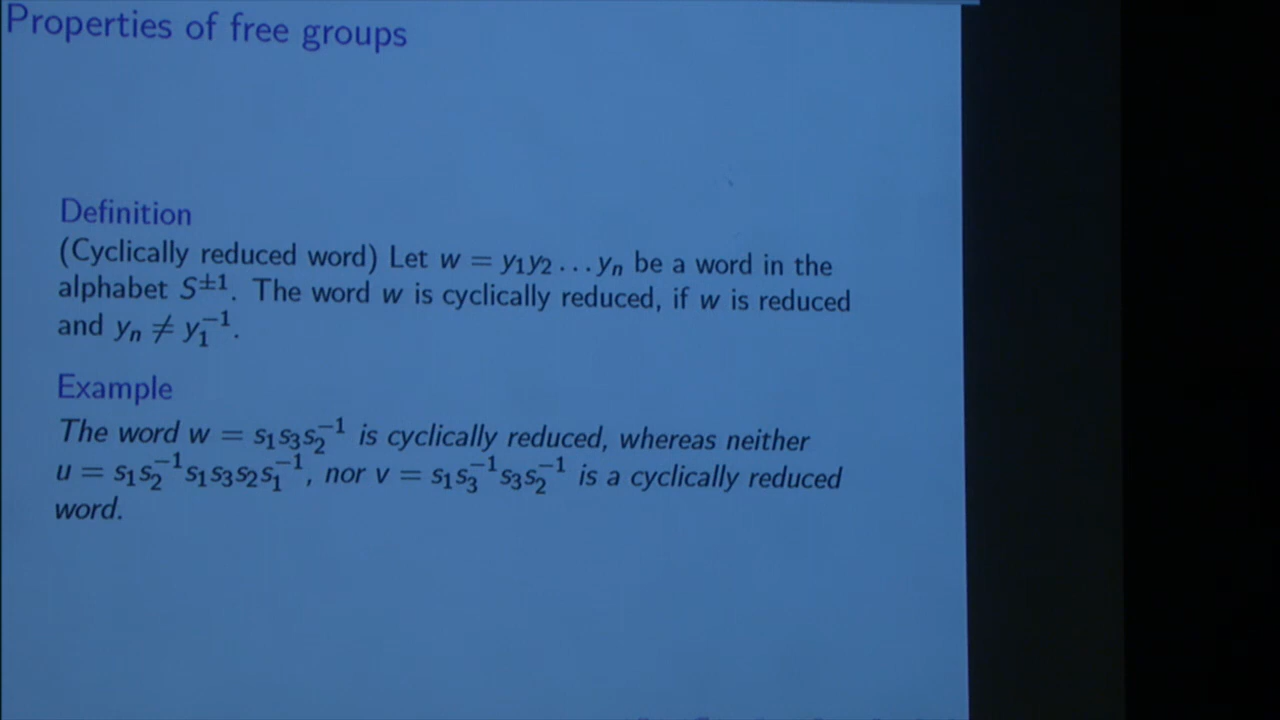 Properties of free groups
Definition
(Cyclically reduced word) Let w = y₁y₂ . . . yₙ be a word in the
alphabet S^{±1}. The word w is cyclically reduced, if w is reduced
and yₙ ≠ y₁⁻¹.
Example
The word w = s₁s₃s₂⁻¹ is cyclically reduced, whereas neither
u = s₁s₂⁻¹s₁s₃s₂s₁⁻¹, nor v = s₁s₃⁻¹s₃s₂⁻¹ is a cyclically reduced
word.